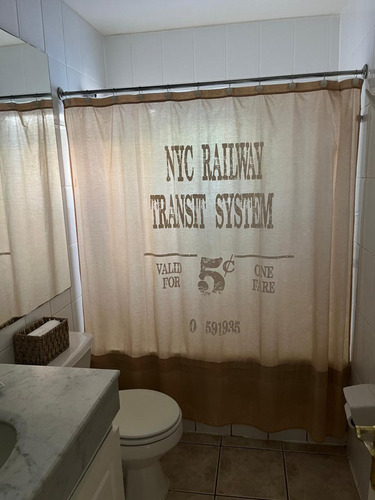 NYC RAILWAY
TRANSIT SYSTEM
VALID FOR 5¢ ONE FARE
0 591935